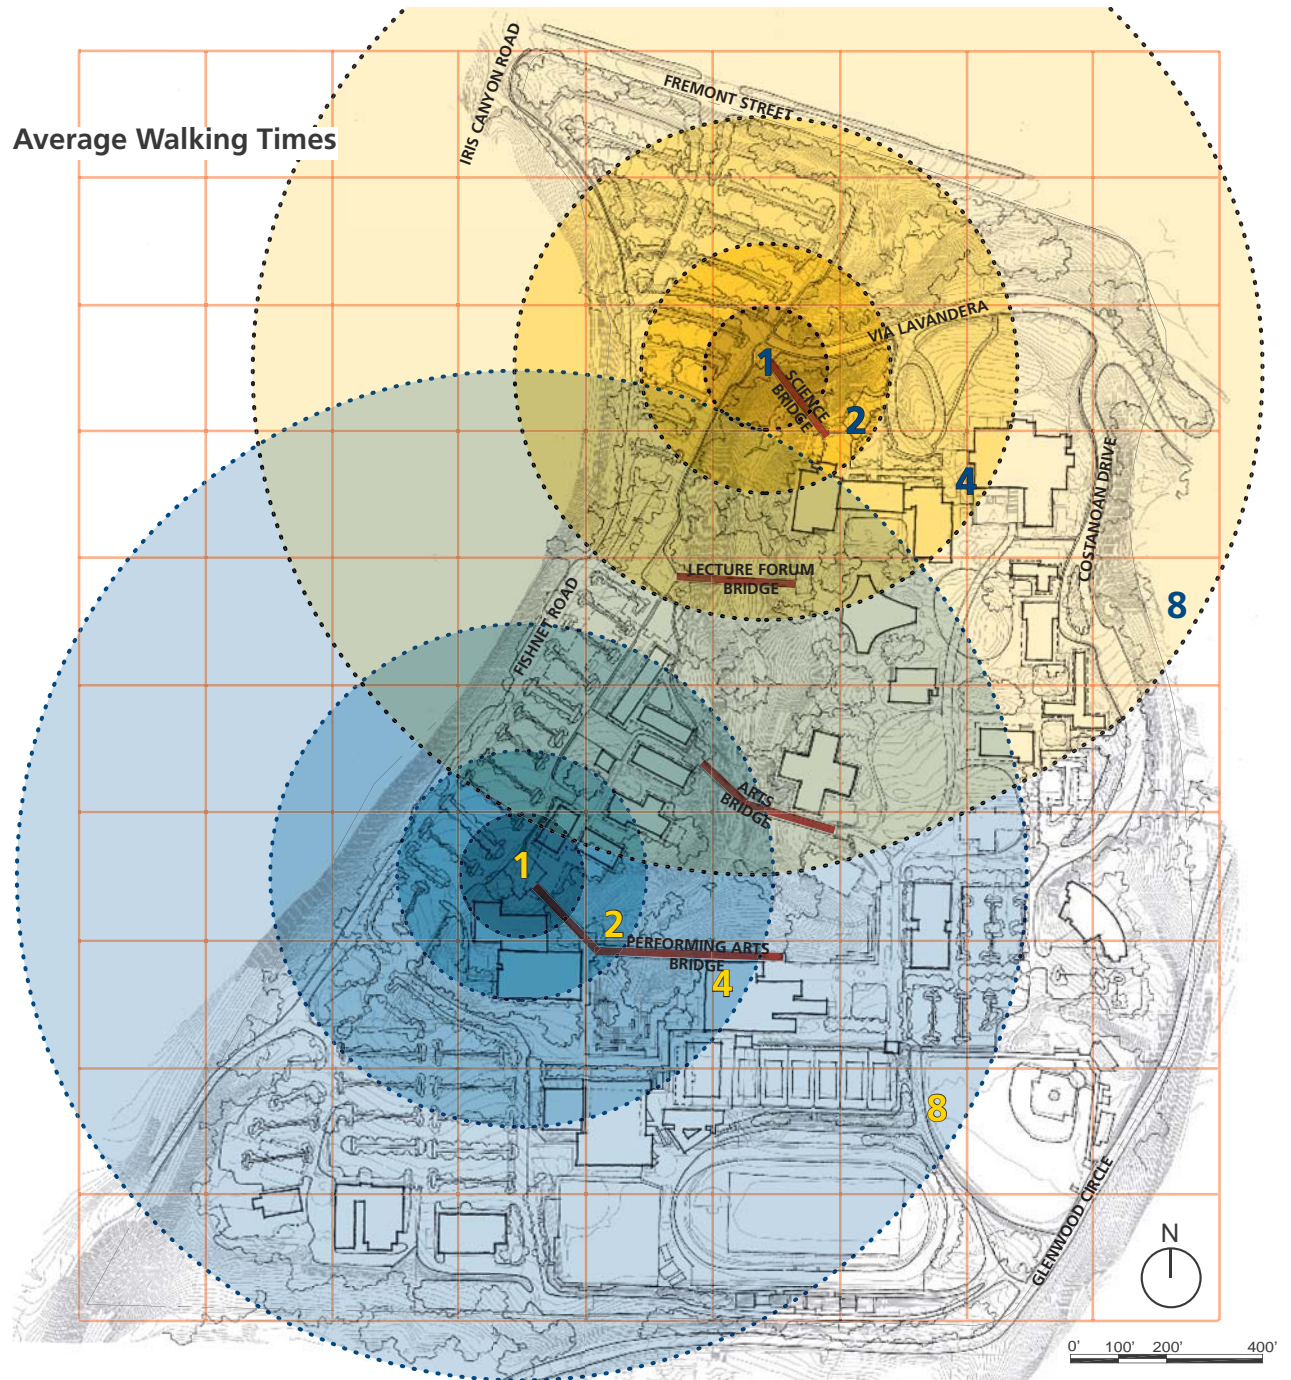 IRIS CANYON ROAD
FREMONT STREET
Average Walking Times
VIA LAVANDERA
1
SCIENCE
BRIDGE
2
4
COSTANOAN DRIVE
LECTURE FORUM
BRIDGE
8
FISHNET ROAD
ARTS
BRIDGE
1
2
PERFORMING ARTS
BRIDGE
4
8
GLENWOOD CIRCLE
N
0' 100' 200' 400'